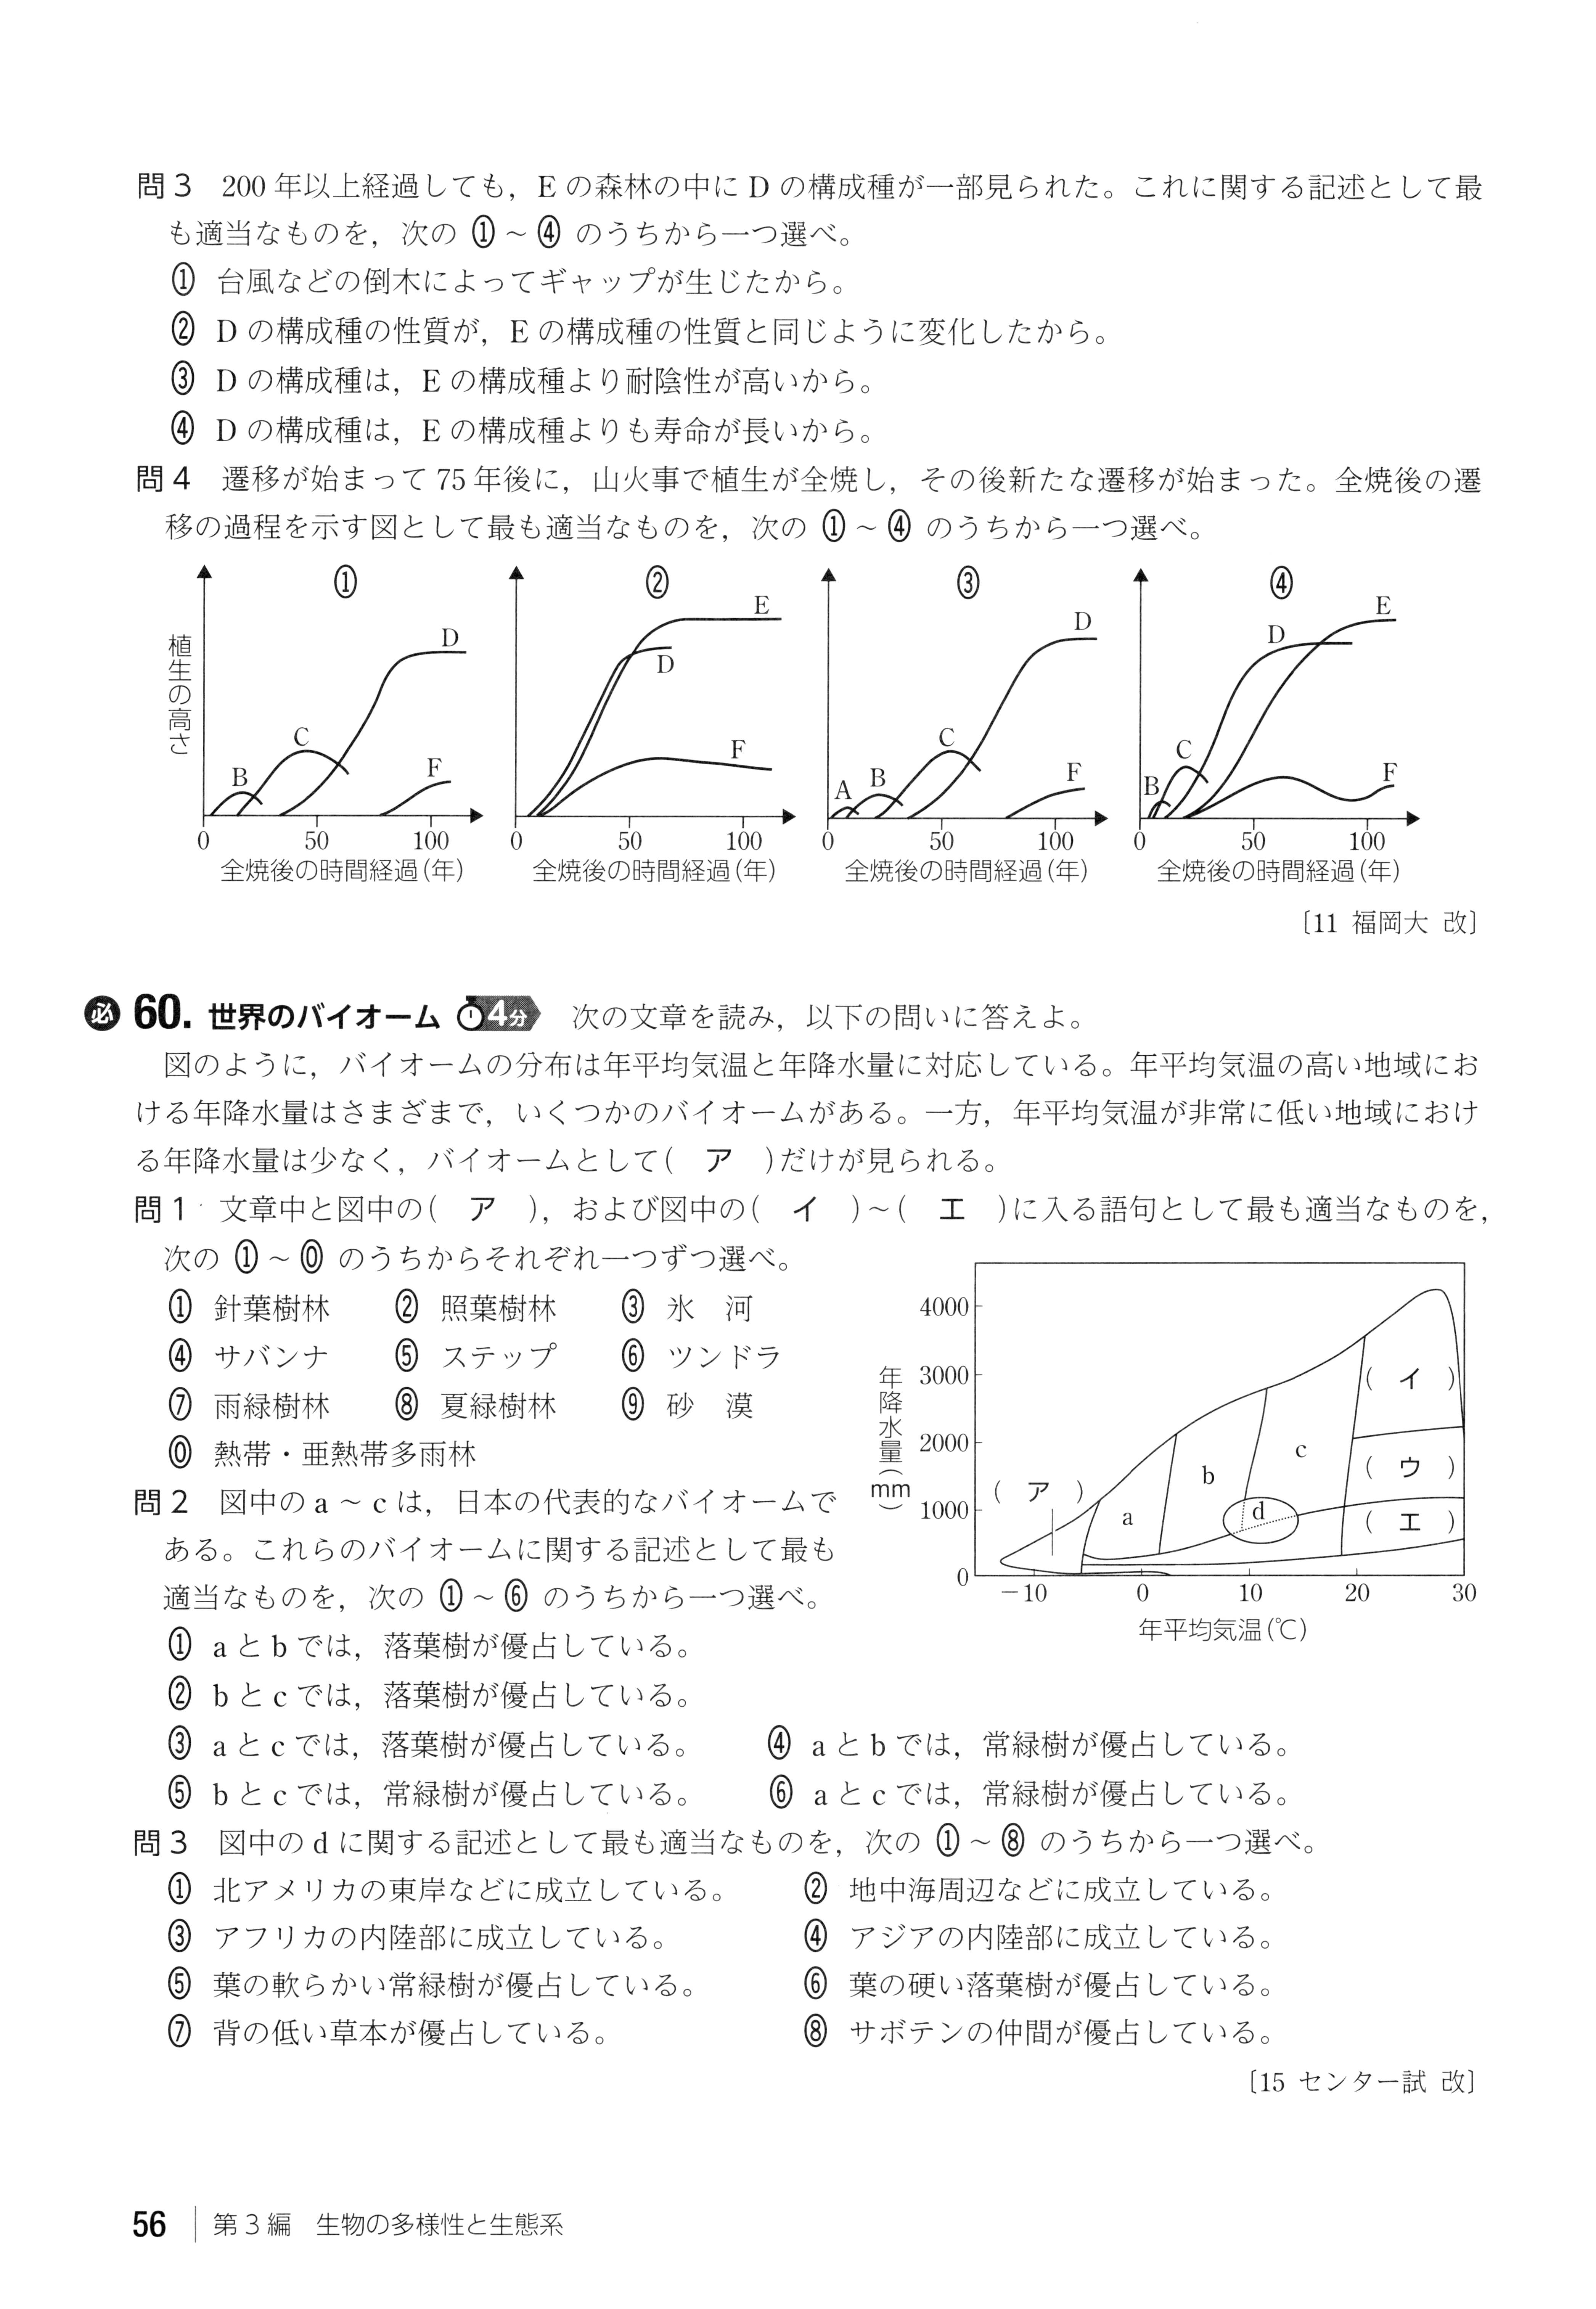 問3 200年以上経過しても，Eの森林の中にDの構成種が一部見られた。これに関する記述として最
も適当なものを，次の ①～④ のうちから一つ選べ。
① 台風などの倒木によってギャップが生じたから。
② Dの構成種の性質が，Eの構成種の性質と同じように変化したから。
③ Dの構成種は，Eの構成種より耐陰性が高いから。
④ Dの構成種は，Eの構成種よりも寿命が長いから。
問4 遷移が始まって75年後に，山火事で植生が全焼し，その後新たな遷移が始まった。全焼後の遷
移の過程を示す図として最も適当なものを，次の ①～④ のうちから一つ選べ。
① ② ③ ④
植生の高さ
B C D F
E D F
A B C D F
B C D E F
0 50 100 0 50 100 0 50 100 0 50 100
全焼後の時間経過(年) 全焼後の時間経過(年) 全焼後の時間経過(年) 全焼後の時間経過(年)
〔11 福岡大 改〕
必 60. 世界のバイオーム 4分 次の文章を読み，以下の問いに答えよ。
図のように，バイオームの分布は年平均気温と年降水量に対応している。年平均気温の高い地域にお
ける年降水量はさまざまで，いくつかのバイオームがある。一方，年平均気温が非常に低い地域におけ
る年降水量は少なく，バイオームとして( ア )だけが見られる。
問1 文章中と図中の( ア )，および図中の( イ )～( エ )に入る語句として最も適当なものを，
次の ①～⓪ のうちからそれぞれ一つずつ選べ。
① 針葉樹林 ② 照葉樹林 ③ 氷 河
④ サバンナ ⑤ ステップ ⑥ ツンドラ
⑦ 雨緑樹林 ⑧ 夏緑樹林 ⑨ 砂 漠
⓪ 熱帯・亜熱帯多雨林
年降水量(mm)
4000
3000
2000
1000
0
( ア )
a
b
c
d
( イ )
( ウ )
( エ )
－10 0 10 20 30
年平均気温(℃)
問2 図中のa～cは，日本の代表的なバイオームで
ある。これらのバイオームに関する記述として最も
適当なものを，次の ①～⑥ のうちから一つ選べ。
① aとbでは，落葉樹が優占している。
② bとcでは，落葉樹が優占している。
③ aとcでは，落葉樹が優占している。 ④ aとbでは，常緑樹が優占している。
⑤ bとcでは，常緑樹が優占している。 ⑥ aとcでは，常緑樹が優占している。
問3 図中のdに関する記述として最も適当なものを，次の ①～⑧ のうちから一つ選べ。
① 北アメリカの東岸などに成立している。 ② 地中海周辺などに成立している。
③ アフリカの内陸部に成立している。 ④ アジアの内陸部に成立している。
⑤ 葉の軟らかい常緑樹が優占している。 ⑥ 葉の硬い落葉樹が優占している。
⑦ 背の低い草本が優占している。 ⑧ サボテンの仲間が優占している。
〔15 センター試 改〕
56 第3編 生物の多様性と生態系